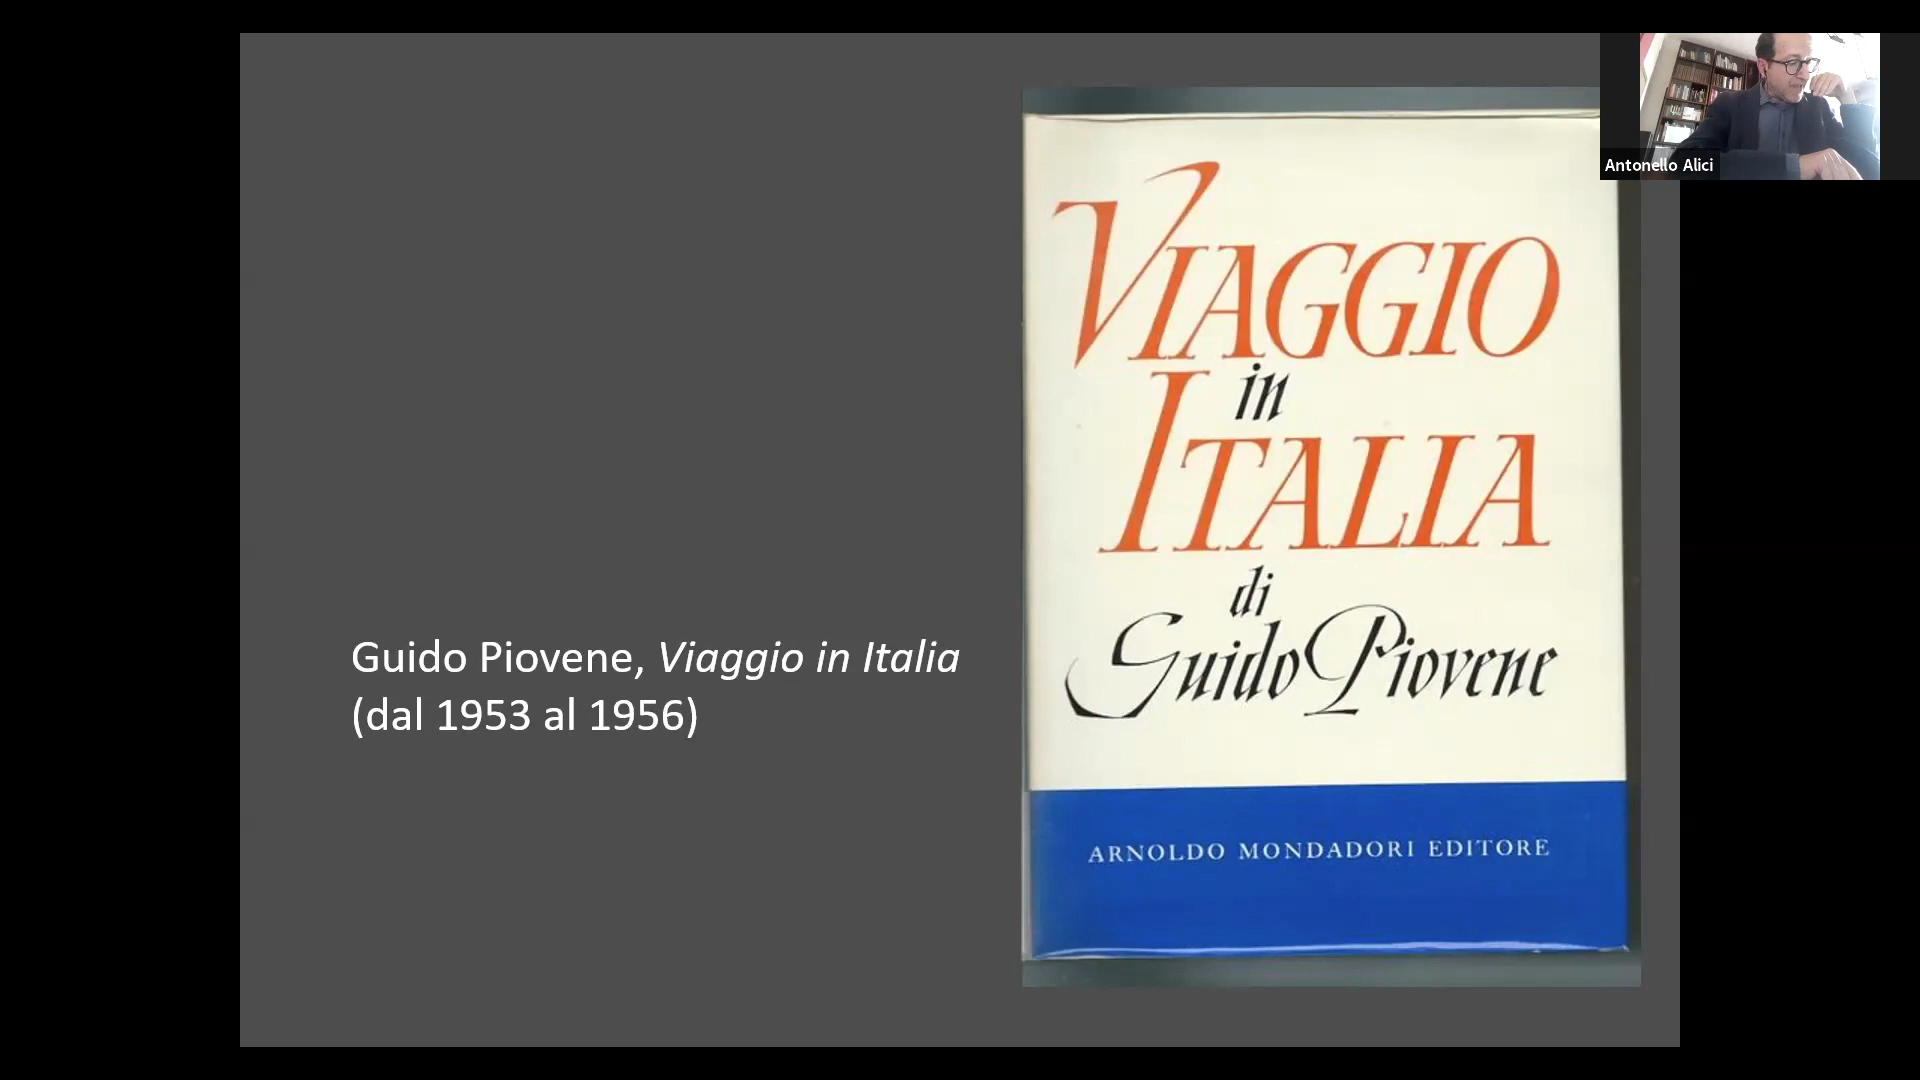 Antonello Alici
VIAGGIO
in
ITALIA
di
Guido Piovene
ARNOLDO MONDADORI EDITORE
Guido Piovene, Viaggio in Italia
(dal 1953 al 1956)